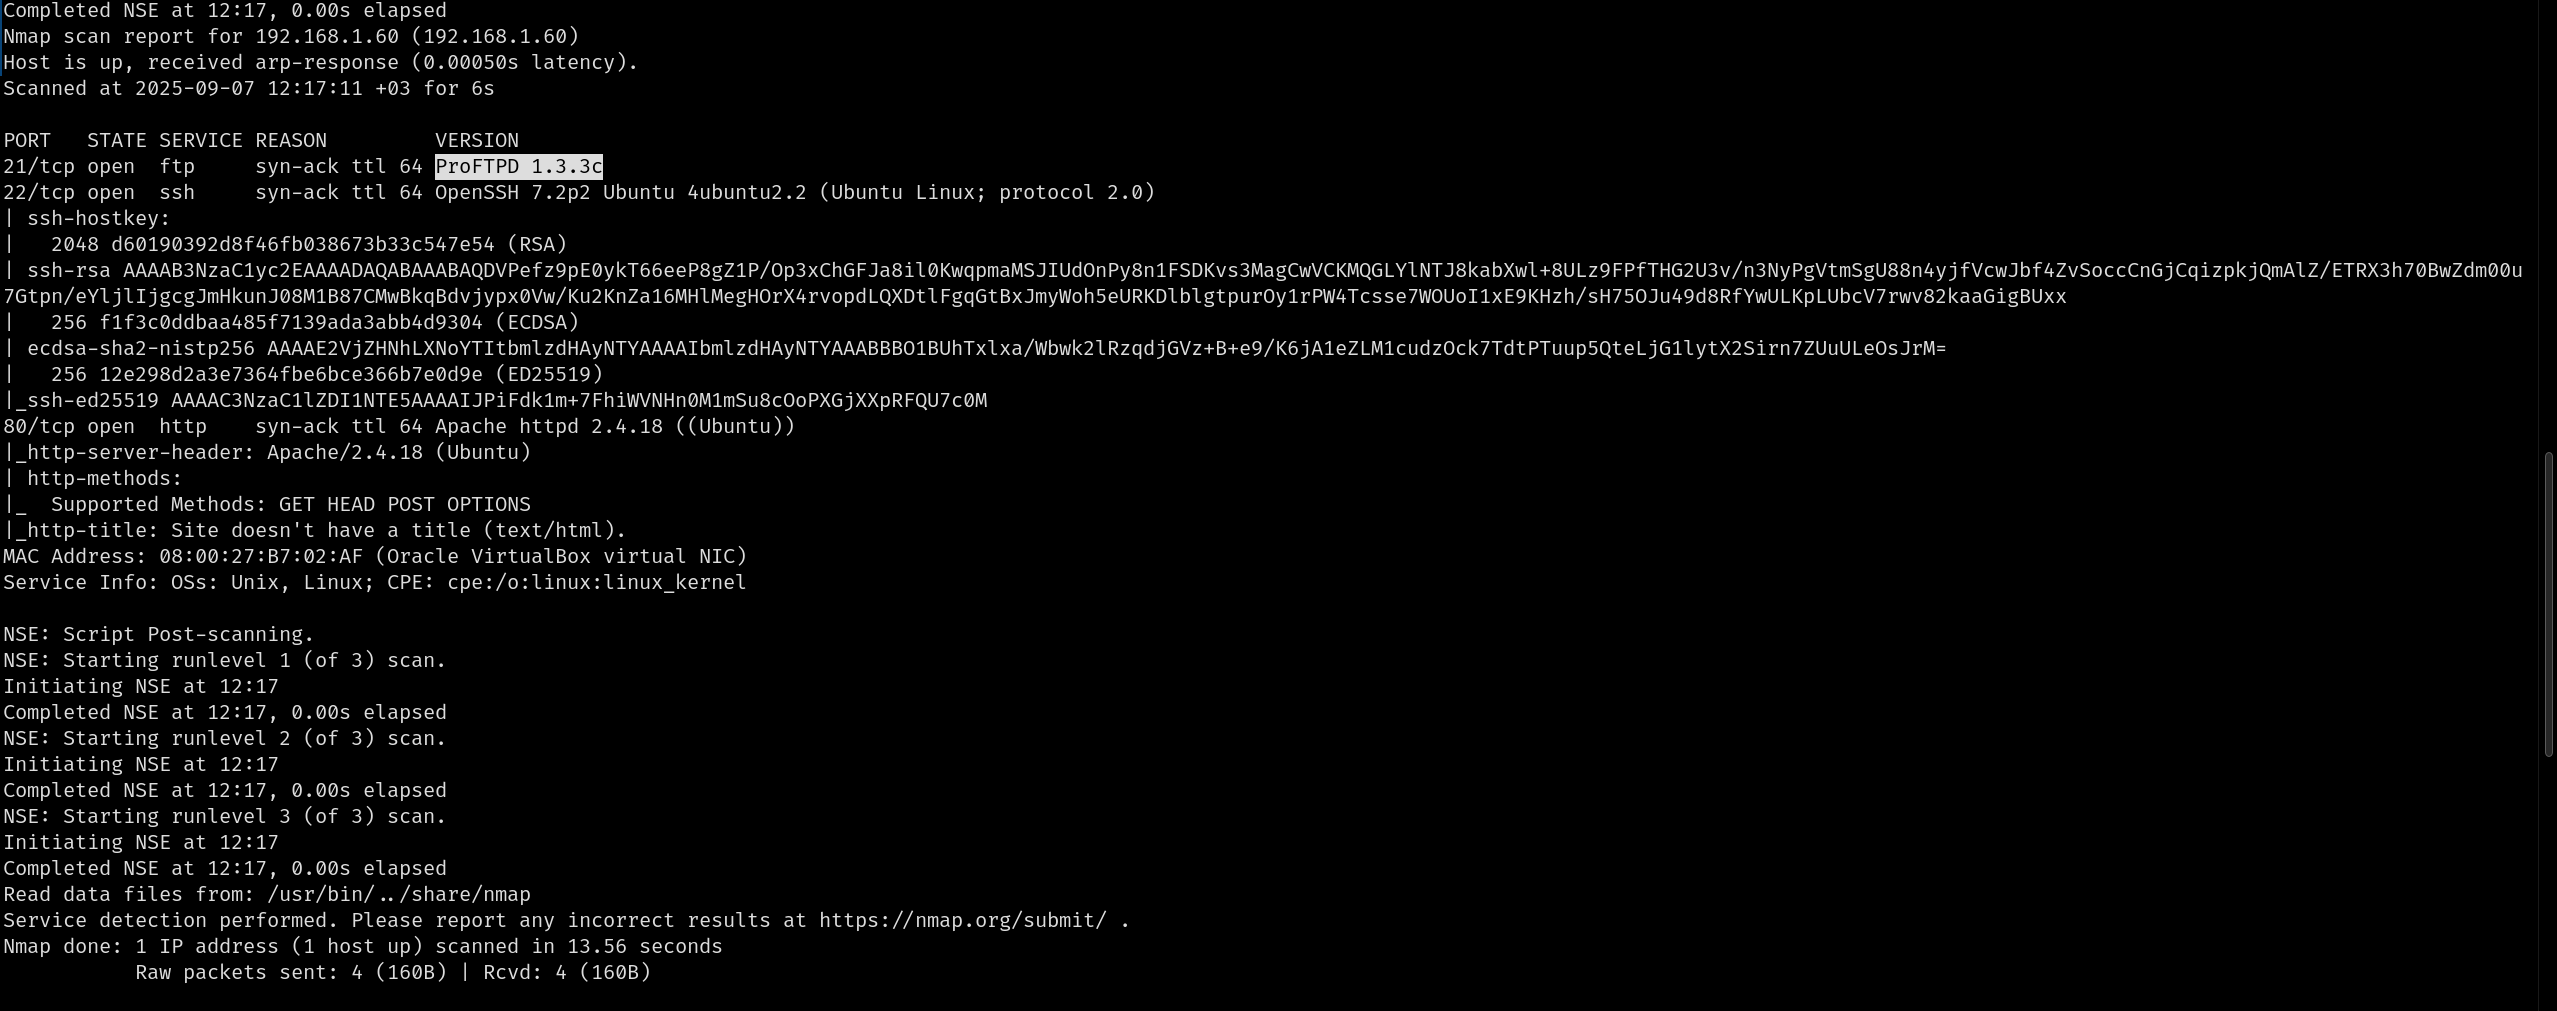 Completed NSE at 12:17, 0.00s elapsed
Nmap scan report for 192.168.1.60 (192.168.1.60)
Host is up, received arp-response (0.00050s latency).
Scanned at 2025-09-07 12:17:11 +03 for 6s
PORT   STATE SERVICE REASON         VERSION
21/tcp open  ftp     syn-ack ttl 64 ProFTPD 1.3.3c
22/tcp open  ssh     syn-ack ttl 64 OpenSSH 7.2p2 Ubuntu 4ubuntu2.2 (Ubuntu Linux; protocol 2.0)
| ssh-hostkey:
|   2048 d60190392d8f46fb038673b33c547e54 (RSA)
| ssh-rsa AAAAB3NzaC1yc2EAAAADAQABAAABAQDVPefz9pE0ykT66eeP8gZ1P/Op3xChGFJa8il0KwqpmaMSJIUdOnPy8n1FSDKvs3MagCwVCKMQGLYlNTJ8kabXwl+8ULz9FPfTHG2U3v/n3NyPgVtmSgU88n4yjfVcwJbf4ZvSoccCnGjCqizpkjQmAlZ/ETRX3h70BwZdm00u
7Gtpn/eYljlIjgcgJmHkunJ08M1B87CMwBkqBdvjypx0Vw/Ku2KnZa16MHlMegHOrX4rvopdLQXDtlFgqGtBxJmyWoh5eURKDlblgtpurOy1rPW4Tcsse7WOUoI1xE9KHzh/sH75OJu49d8RfYwULKpLUbcV7rwv82kaaGigBUxx
|   256 f1f3c0ddbaa485f7139ada3abb4d9304 (ECDSA)
| ecdsa-sha2-nistp256 AAAAE2VjZHNhLXNoYTItbmlzdHAyNTYAAAAIbmlzdHAyNTYAAABBBO1BUhTxlxa/Wbwk2lRzqdjGVz+B+e9/K6jA1eZLM1cudzOck7TdtPTuup5QteLjG1lytX2Sirn7ZUuULeOsJrM=
|   256 12e298d2a3e7364fbe6bce366b7e0d9e (ED25519)
|_ssh-ed25519 AAAAC3NzaC1lZDI1NTE5AAAAIJPiFdk1m+7FhiWVNHn0M1mSu8cOoPXGjXXpRFQU7c0M
80/tcp open  http    syn-ack ttl 64 Apache httpd 2.4.18 ((Ubuntu))
|_http-server-header: Apache/2.4.18 (Ubuntu)
| http-methods:
|_  Supported Methods: GET HEAD POST OPTIONS
|_http-title: Site doesn't have a title (text/html).
MAC Address: 08:00:27:B7:02:AF (Oracle VirtualBox virtual NIC)
Service Info: OSs: Unix, Linux; CPE: cpe:/o:linux:linux_kernel
NSE: Script Post-scanning.
NSE: Starting runlevel 1 (of 3) scan.
Initiating NSE at 12:17
Completed NSE at 12:17, 0.00s elapsed
NSE: Starting runlevel 2 (of 3) scan.
Initiating NSE at 12:17
Completed NSE at 12:17, 0.00s elapsed
NSE: Starting runlevel 3 (of 3) scan.
Initiating NSE at 12:17
Completed NSE at 12:17, 0.00s elapsed
Read data files from: /usr/bin/../share/nmap
Service detection performed. Please report any incorrect results at https://nmap.org/submit/ .
Nmap done: 1 IP address (1 host up) scanned in 13.56 seconds
           Raw packets sent: 4 (160B) | Rcvd: 4 (160B)